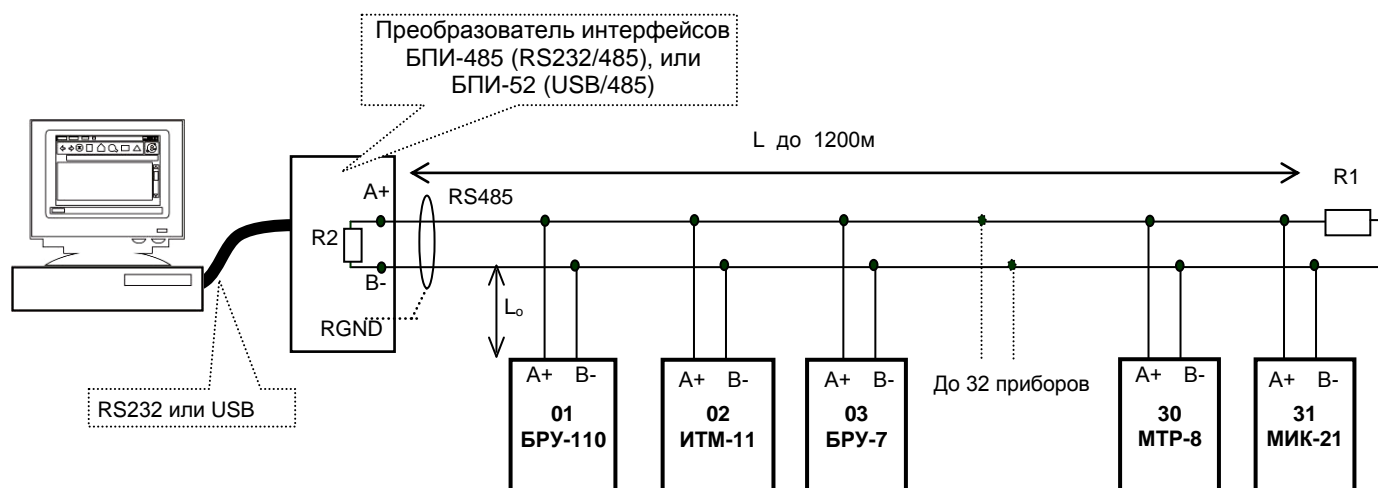 Преобразователь интерфейсов
БПИ-485 (RS232/485), или
БПИ-52 (USB/485)
L до 1200м
R1
A+
RS485
R2
B-
Lo
RGND
RS232 или USB
До 32 приборов
A+ B-
01
БРУ-110
A+ B-
02
ИТМ-11
A+ B-
03
БРУ-7
A+ B-
30
МТР-8
A+ B-
31
МИК-21